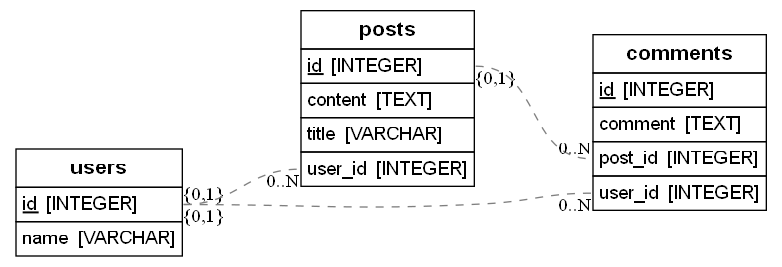 posts
id [INTEGER]
content [TEXT]
title [VARCHAR]
user_id [INTEGER]
{0,1}
0..N
comments
id [INTEGER]
comment [TEXT]
post_id [INTEGER]
user_id [INTEGER]
0..N
0..N
users
id [INTEGER]
name [VARCHAR]
{0,1}
{0,1}